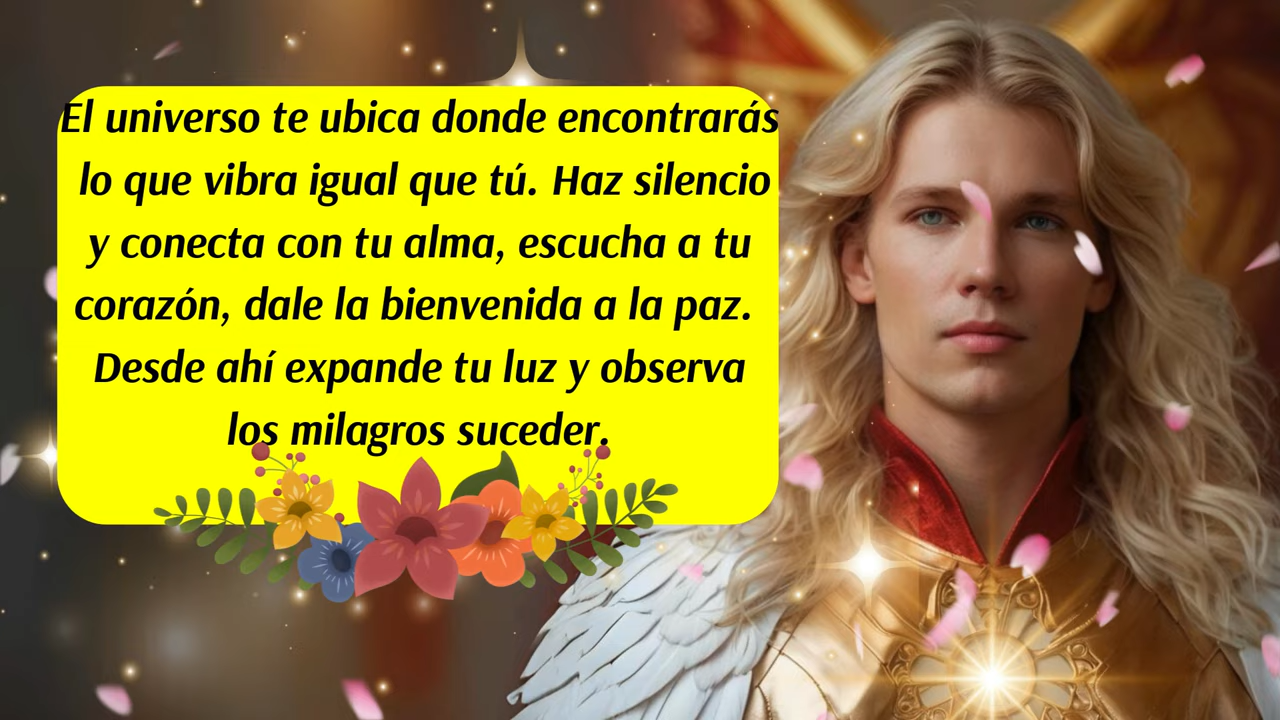 El universo te ubica donde encontrarás
lo que vibra igual que tú. Haz silencio
y conecta con tu alma, escucha a tu
corazón, dale la bienvenida a la paz.
Desde ahí expande tu luz y observa
los milagros suceder.